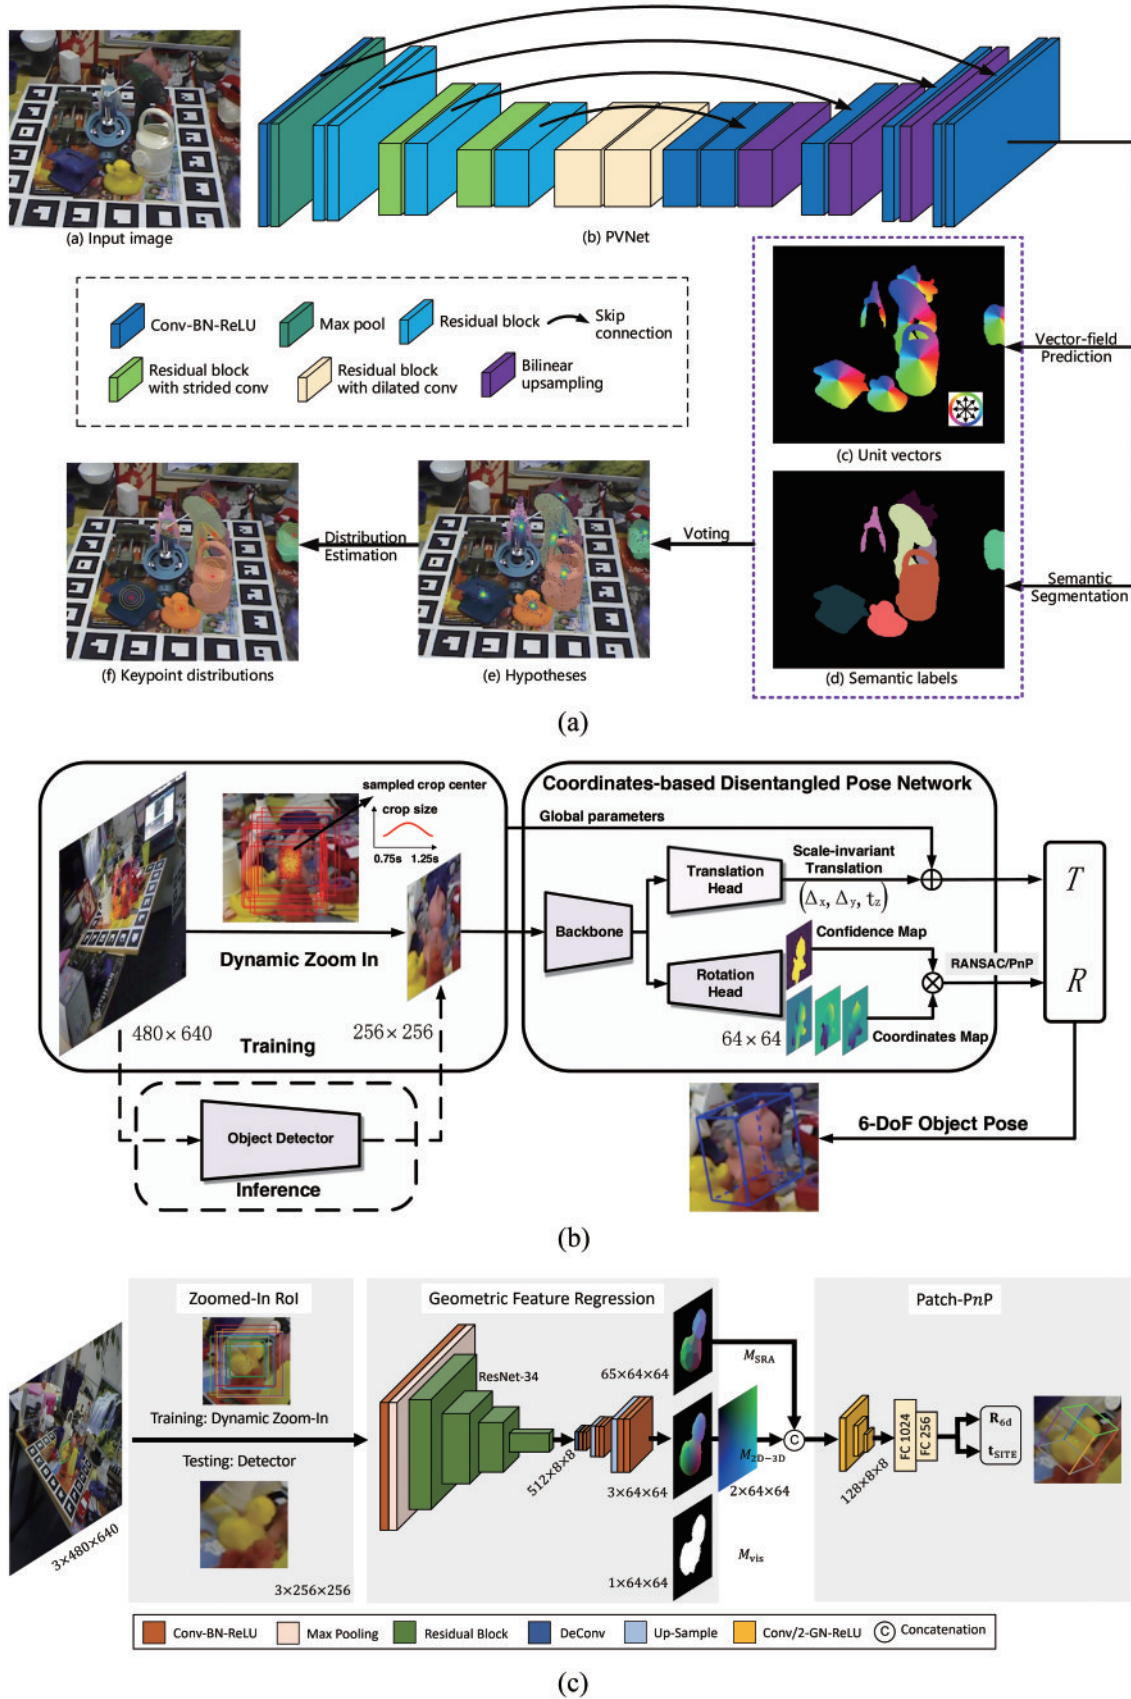 (a) Input image
(b) PVNet
Conv-BN-ReLU
Max pool
Residual block
Skip
connection
Residual block
with strided conv
Residual block
with dilated conv
Bilinear
upsampling
Vector-field
Prediction
(c) Unit vectors
Distribution
Estimation
Voting
Semantic
Segmentation
(f) Keypoint distributions
(e) Hypotheses
(d) Semantic labels
(a)
sampled crop center
crop size
0.75s 1.25s
Dynamic Zoom In
480×640
256×256
Training
Object Detector
Inference
Coordinates-based Disentangled Pose Network
Global parameters
Backbone
Translation
Head
Scale-invariant
Translation
(Δx, Δy, tz)
Confidence Map
Rotation
Head
64×64
Coordinates Map
RANSAC/PnP
T
R
6-DoF Object Pose
(b)
Zoomed-In RoI
Training: Dynamic Zoom-In
Testing: Detector
3×480×640
3×256×256
Geometric Feature Regression
ResNet-34
512×8×8
65×64×64
3×64×64
1×64×64
M_SRA
M_2D−3D
2×64×64
M_vis
C
Patch-PnP
128×8×8
FC 1024
FC 256
R_6d
t_SITE
Conv-BN-ReLU
Max Pooling
Residual Block
DeConv
Up-Sample
Conv/2-GN-ReLU
C Concatenation
(c)